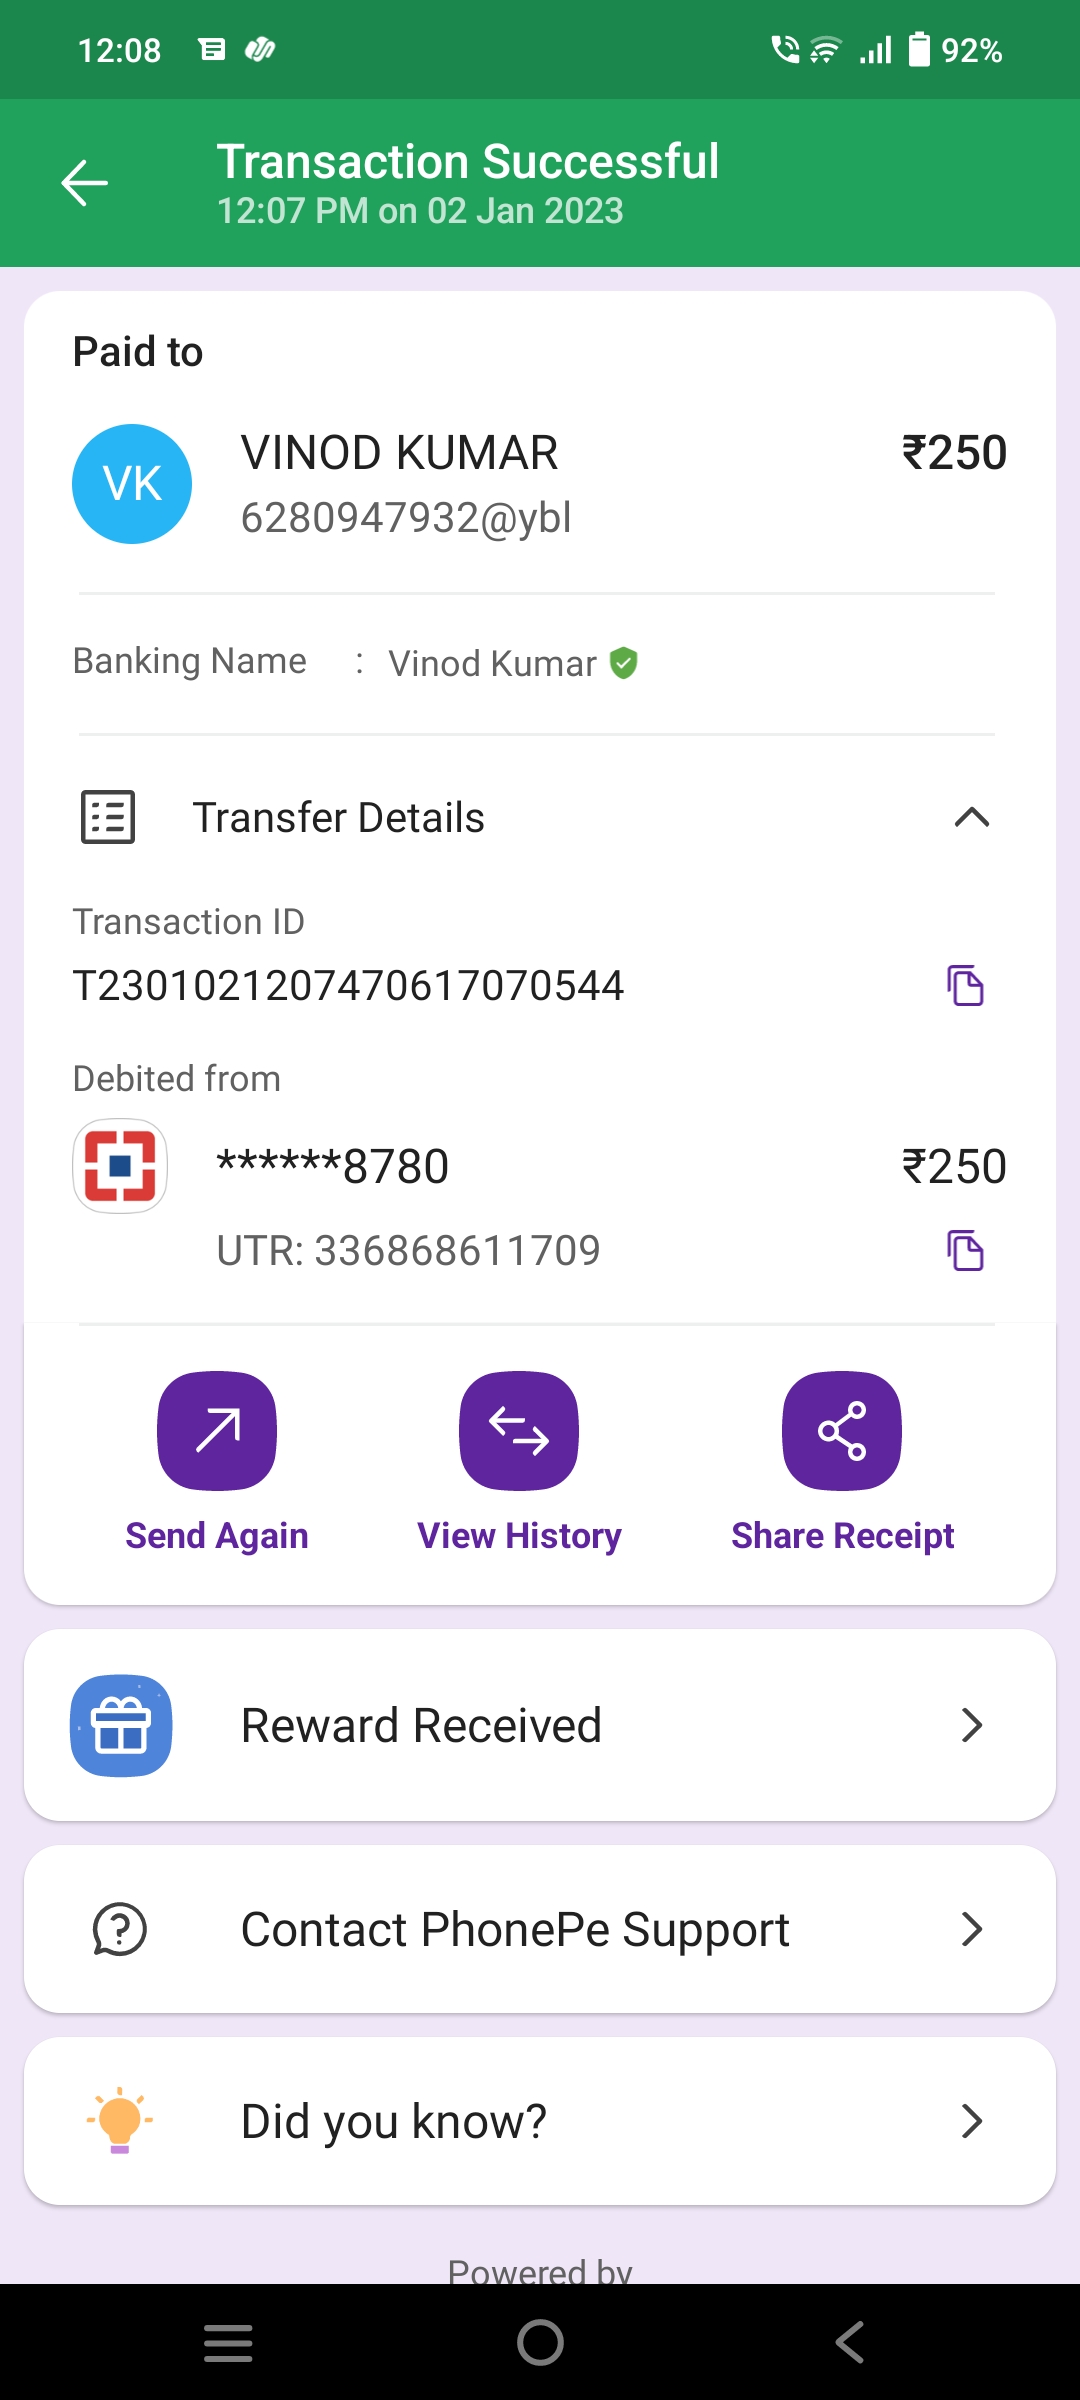 12:08 92%
Transaction Successful
12:07 PM on 02 Jan 2023
Paid to
VK VINOD KUMAR ₹250
6280947932@ybl
Banking Name : Vinod Kumar
Transfer Details
Transaction ID
T2301021207470617070544
Debited from
******8780 ₹250
UTR: 336868611709
Send Again View History Share Receipt
Reward Received
Contact PhonePe Support
Did you know?
Powered by